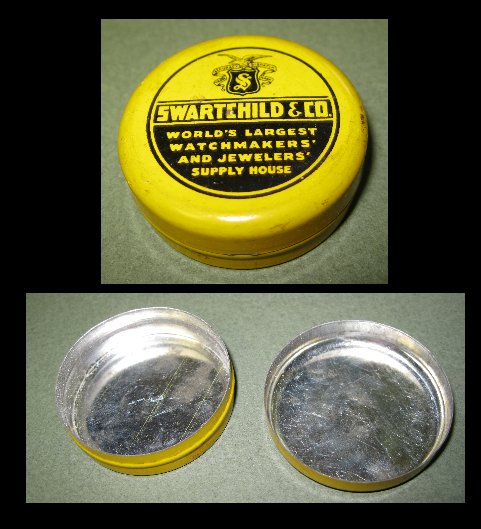 S
SWARTCHILD & CO.
WORLD'S LARGEST
WATCHMAKERS'
AND JEWELERS'
SUPPLY HOUSE